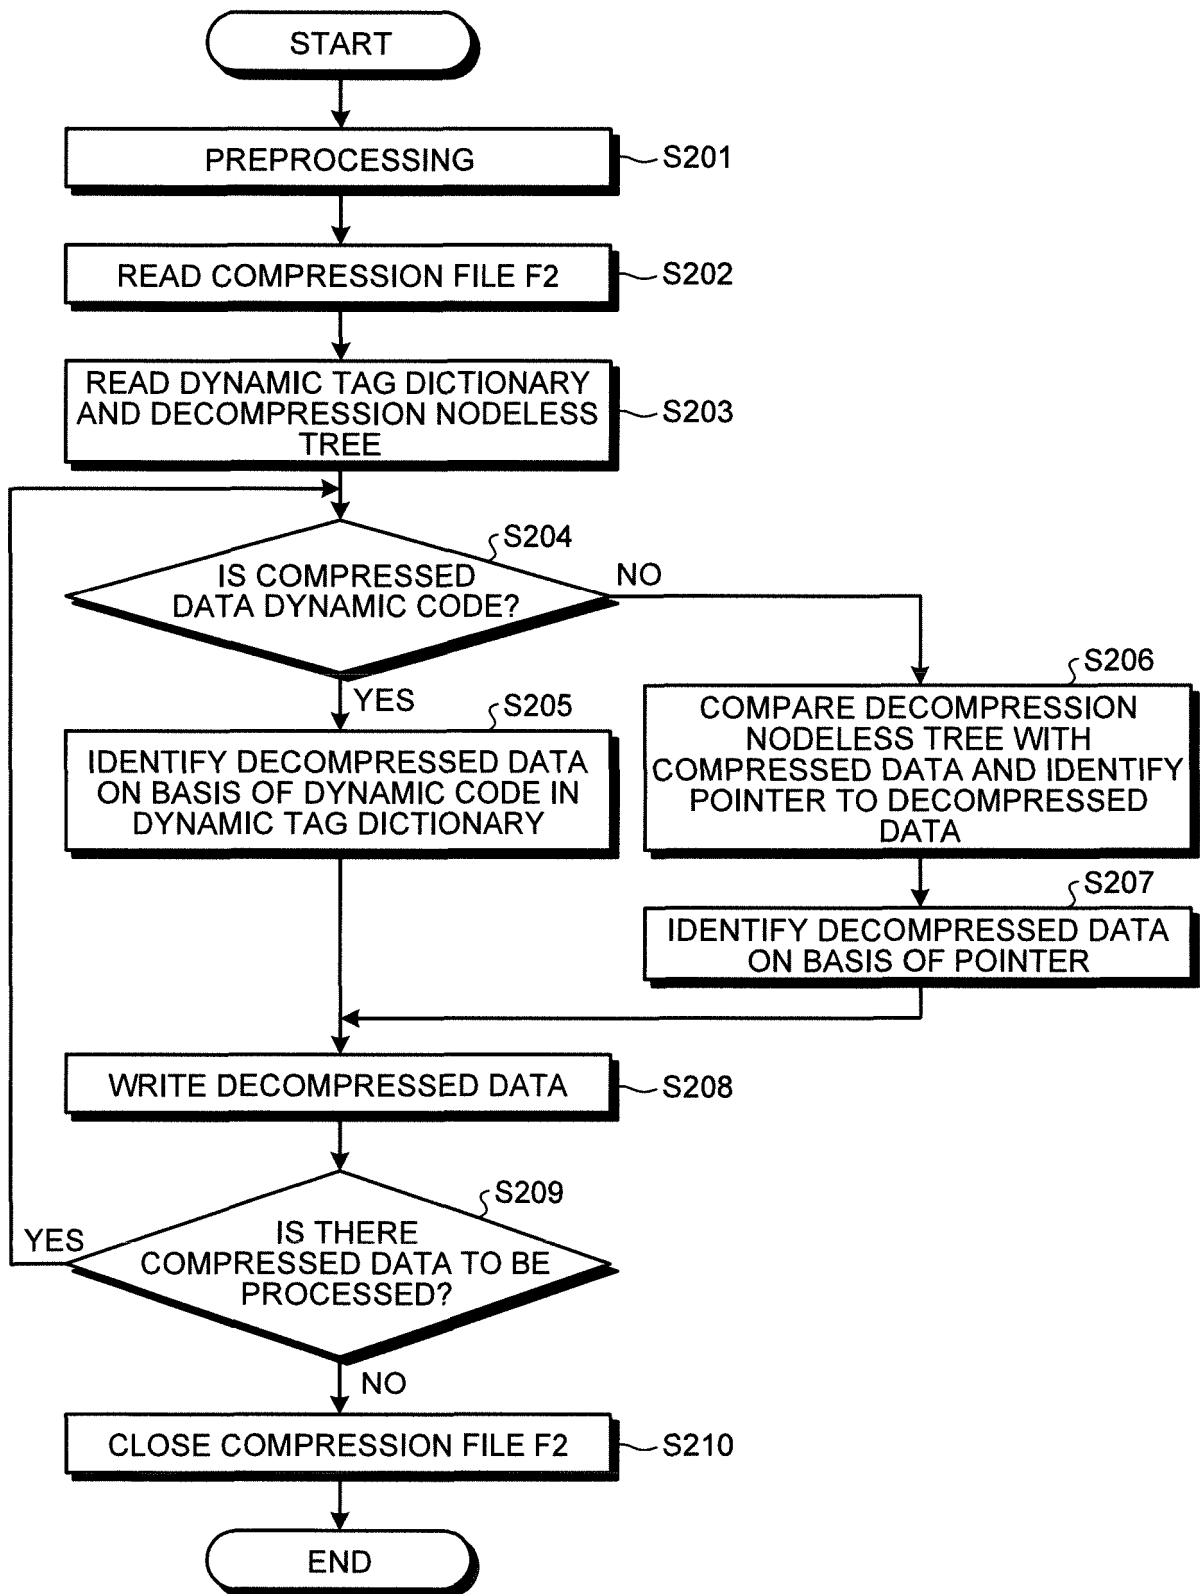 START
PREPROCESSING
S201
READ COMPRESSION FILE F2
S202
READ DYNAMIC TAG DICTIONARY
AND DECOMPRESSION NODELESS
TREE
S203
S204
IS COMPRESSED
DATA DYNAMIC CODE?
NO
YES
S205
IDENTIFY DECOMPRESSED DATA
ON BASIS OF DYNAMIC CODE IN
DYNAMIC TAG DICTIONARY
S206
COMPARE DECOMPRESSION
NODELESS TREE WITH
COMPRESSED DATA AND IDENTIFY
POINTER TO DECOMPRESSED
DATA
S207
IDENTIFY DECOMPRESSED DATA
ON BASIS OF POINTER
WRITE DECOMPRESSED DATA
S208
S209
IS THERE
COMPRESSED DATA TO BE
PROCESSED?
YES
NO
CLOSE COMPRESSION FILE F2
S210
END